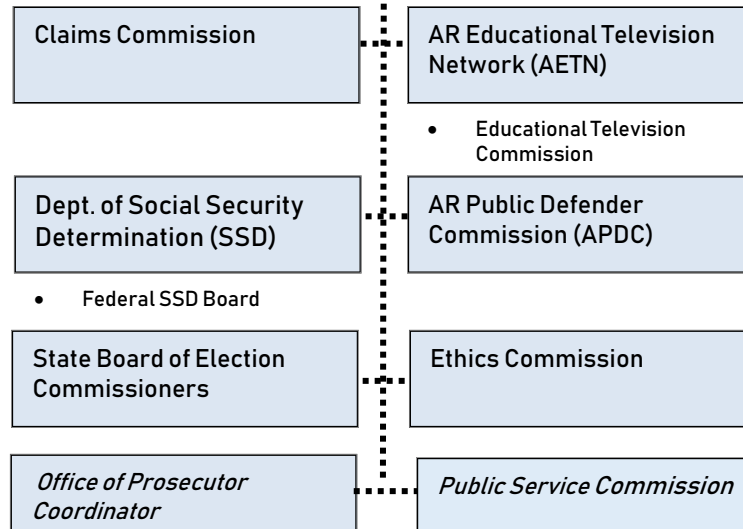 Claims Commission
AR Educational Television
Network (AETN)
• Educational Television
Commission
Dept. of Social Security
Determination (SSD)
AR Public Defender
Commission (APDC)
• Federal SSD Board
State Board of Election
Commissioners
Ethics Commission
Office of Prosecutor
Coordinator
Public Service Commission